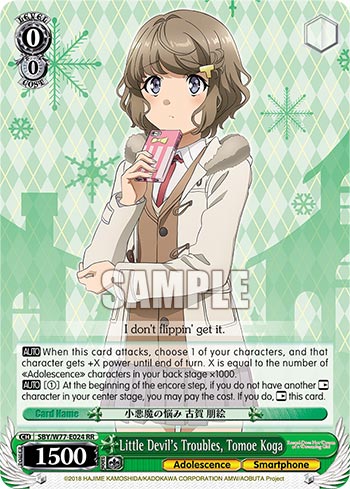 LEVEL
0
0
COST
SAMPLE
I don't flippin' get it.
AUTO When this card attacks, choose 1 of your characters, and that
character gets +X power until end of turn. X is equal to the number of
«Adolescence» characters in your back stage ×1000.
AUTO [①] At the beginning of the encore step, if you do not have another
character in your center stage, you may pay the cost. If you do, this card.
Card Name 小悪魔の悩み 古賀 朋絵
CH SBY/W77-E024 RR
Little Devil's Troubles, Tomoe Koga
1500
Adolescence Smartphone
©2018 HAJIME KAMOSHIDA/KADOKAWA CORPORATION AMW/AOBUTA Project